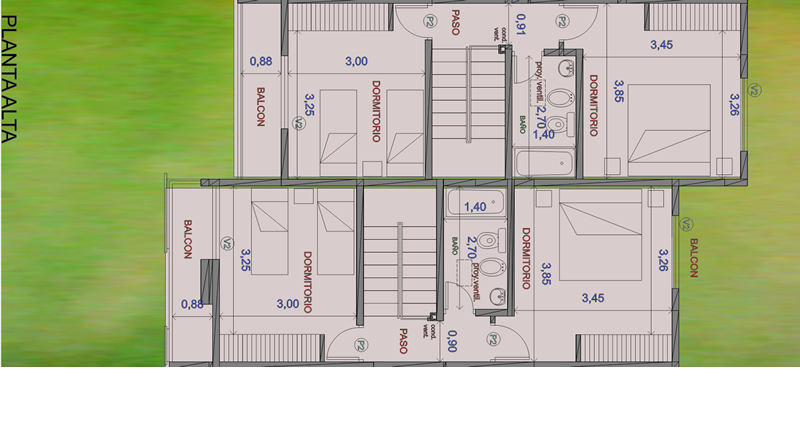 PLANTA ALTA
0,88
BALCON
3,00
3,25
DORMITORIO
V2
P2
PASO
cond.
vent.
0,91
P2
proy. ventil.
2,70
BAÑO
1,40
DORMITORIO
3,45
3,85
3,26
V2
BALCON
0,88
V2
3,25
DORMITORIO
3,00
P2
PASO
cond.
vent.
0,90
P2
1,40
BAÑO
2,70
proy.ventil.
DORMITORIO
3,85
3,45
3,26
V2
BALCON